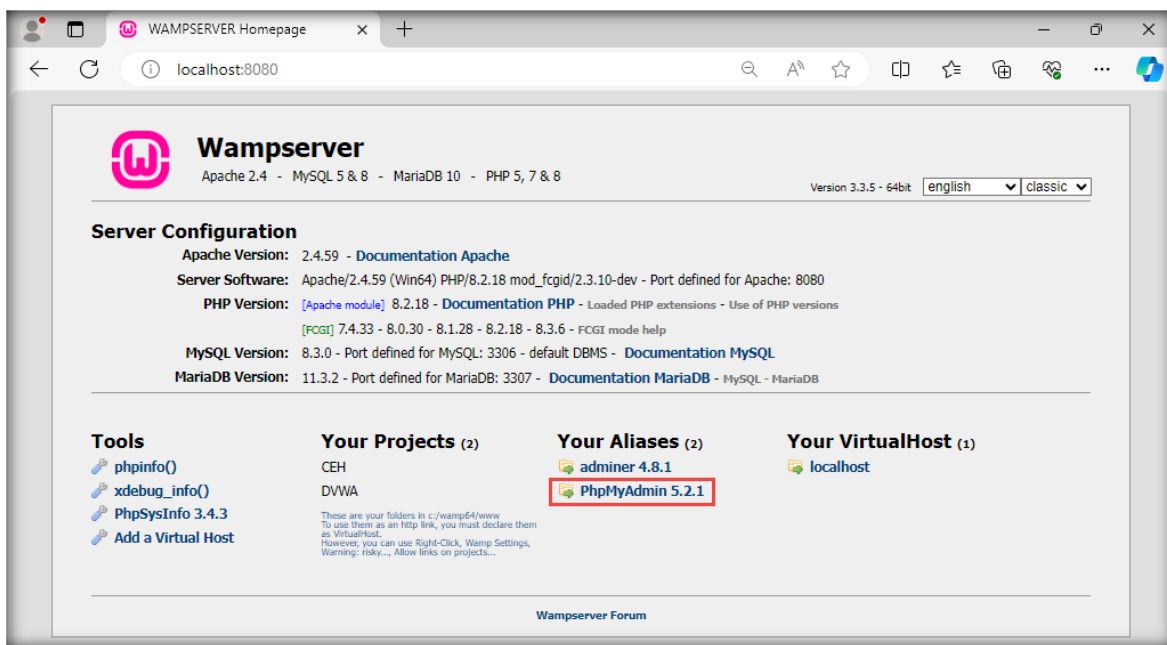 WAMPSERVER Homepage
localhost:8080
Wampserver
Apache 2.4 - MySQL 5 & 8 - MariaDB 10 - PHP 5, 7 & 8
Version 3.3.5 - 64bit english classic
Server Configuration
Apache Version: 2.4.59 - Documentation Apache
Server Software: Apache/2.4.59 (Win64) PHP/8.2.18 mod_fcgid/2.3.10-dev - Port defined for Apache: 8080
PHP Version: [Apache module] 8.2.18 - Documentation PHP - Loaded PHP extensions - Use of PHP versions
[FCGI] 7.4.33 - 8.0.30 - 8.1.28 - 8.2.18 - 8.3.6 - FCGI mode help
MySQL Version: 8.3.0 - Port defined for MySQL: 3306 - default DBMS - Documentation MySQL
MariaDB Version: 11.3.2 - Port defined for MariaDB: 3307 - Documentation MariaDB - MySQL - MariaDB
Tools
phpinfo()
xdebug_info()
PhpSysInfo 3.4.3
Add a Virtual Host
Your Projects (2)
CEH
DVWA
These are your folders in c:/wamp64/www
To use them as an http link, you must declare them
as VirtualHost.
However, you can use Right-Click, Wamp Settings,
Warning: risky..., Allow links on projects...
Your Aliases (2)
adminer 4.8.1
PhpMyAdmin 5.2.1
Your VirtualHost (1)
localhost
Wampserver Forum